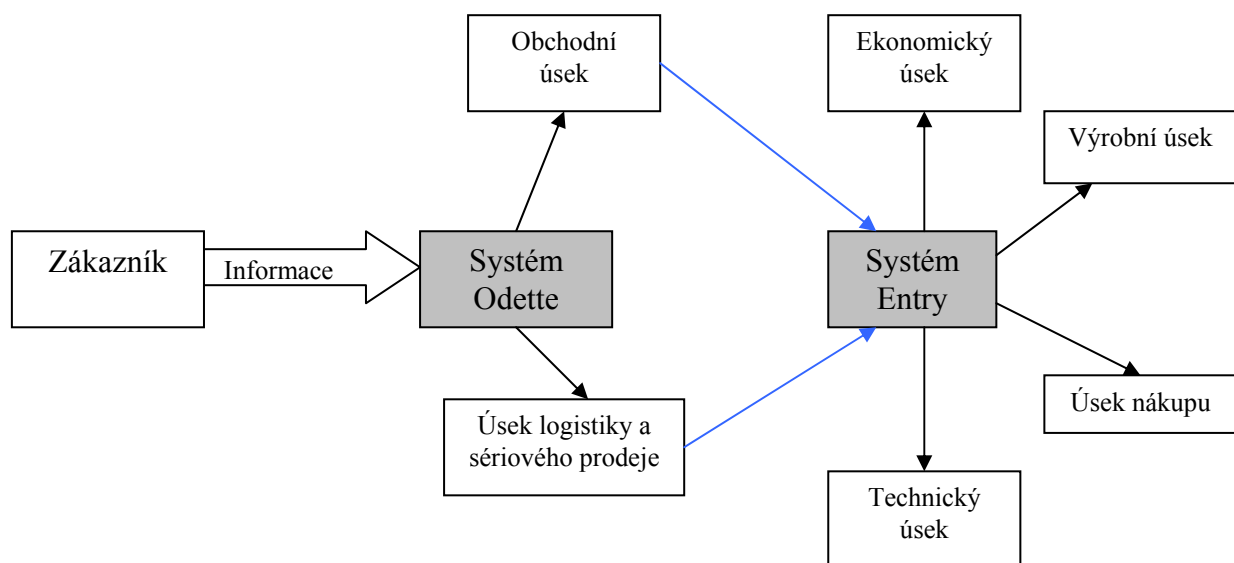 Obchodní
úsek
Ekonomický
úsek
Výrobní úsek
Zákazník
Informace
Systém
Odette
Systém
Entry
Úsek logistiky a
sériového prodeje
Úsek nákupu
Technický
úsek